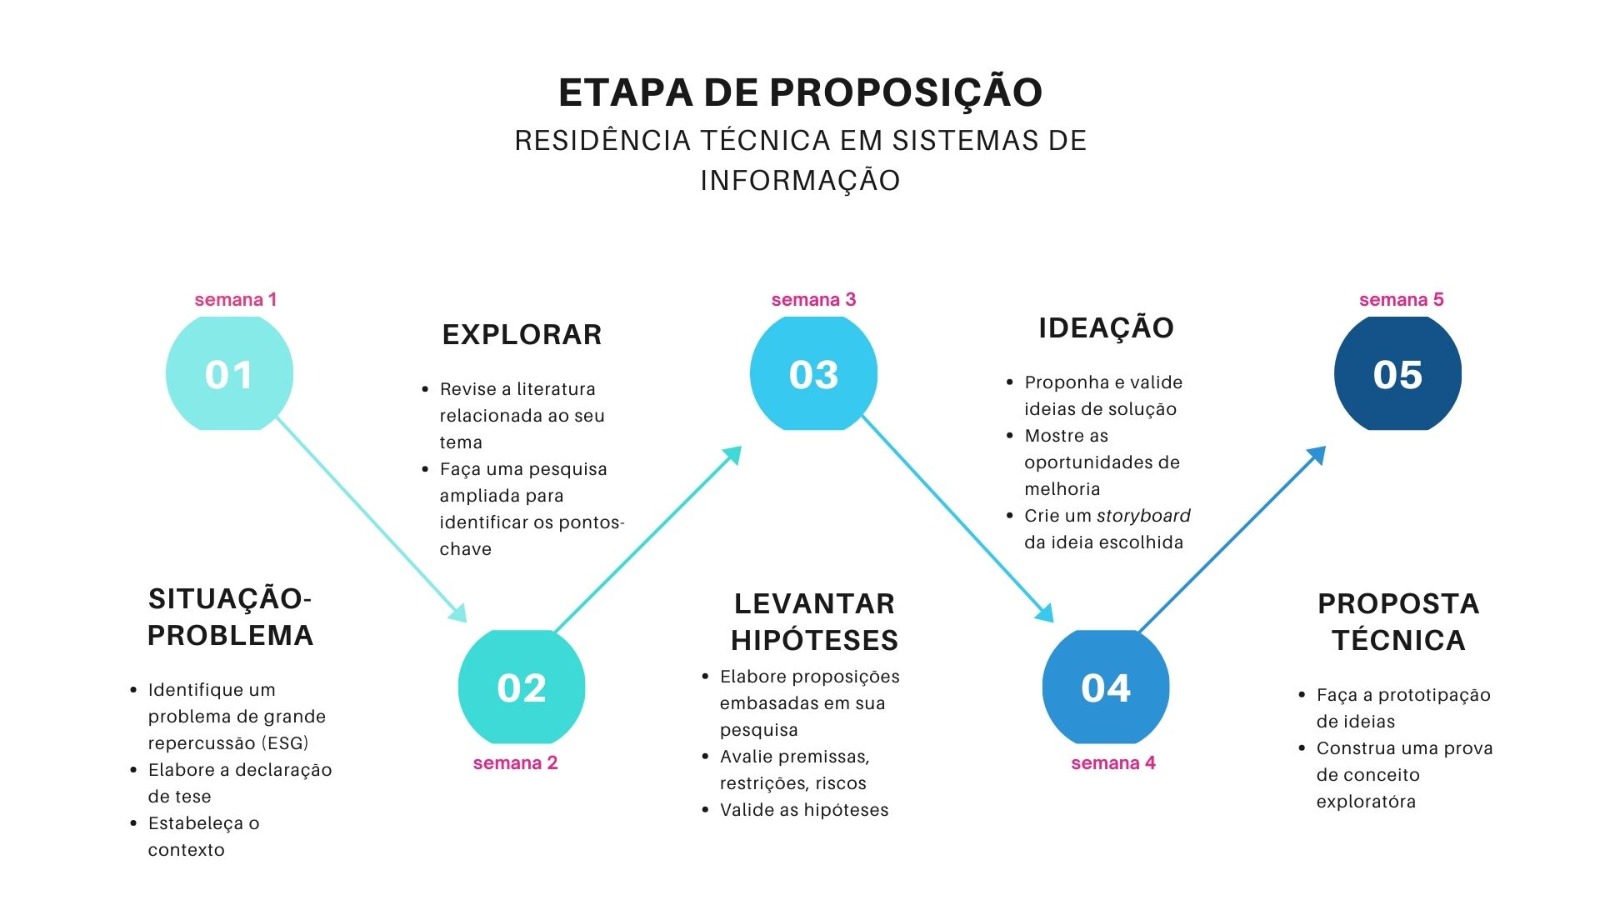 ETAPA DE PROPOSIÇÃO
RESIDÊNCIA TÉCNICA EM SISTEMAS DE
INFORMAÇÃO
semana 1
01
SITUAÇÃO-
PROBLEMA
• Identifique um
problema de grande
repercussão (ESG)
• Elabore a declaração
de tese
• Estabeleça o
contexto
EXPLORAR
• Revise a literatura
relacionada ao seu
tema
• Faça uma pesquisa
ampliada para
identificar os pontos-
chave
02
semana 2
semana 3
03
LEVANTAR
HIPÓTESES
• Elabore proposições
embasadas em sua
pesquisa
• Avalie premissas,
restrições, riscos
• Valide as hipóteses
IDEAÇÃO
• Proponha e valide
ideias de solução
• Mostre as
oportunidades de
melhoria
• Crie um storyboard
da ideia escolhida
04
semana 4
semana 5
05
PROPOSTA
TÉCNICA
• Faça a prototipação
de ideias
• Construa uma prova
de conceito
exploratóra